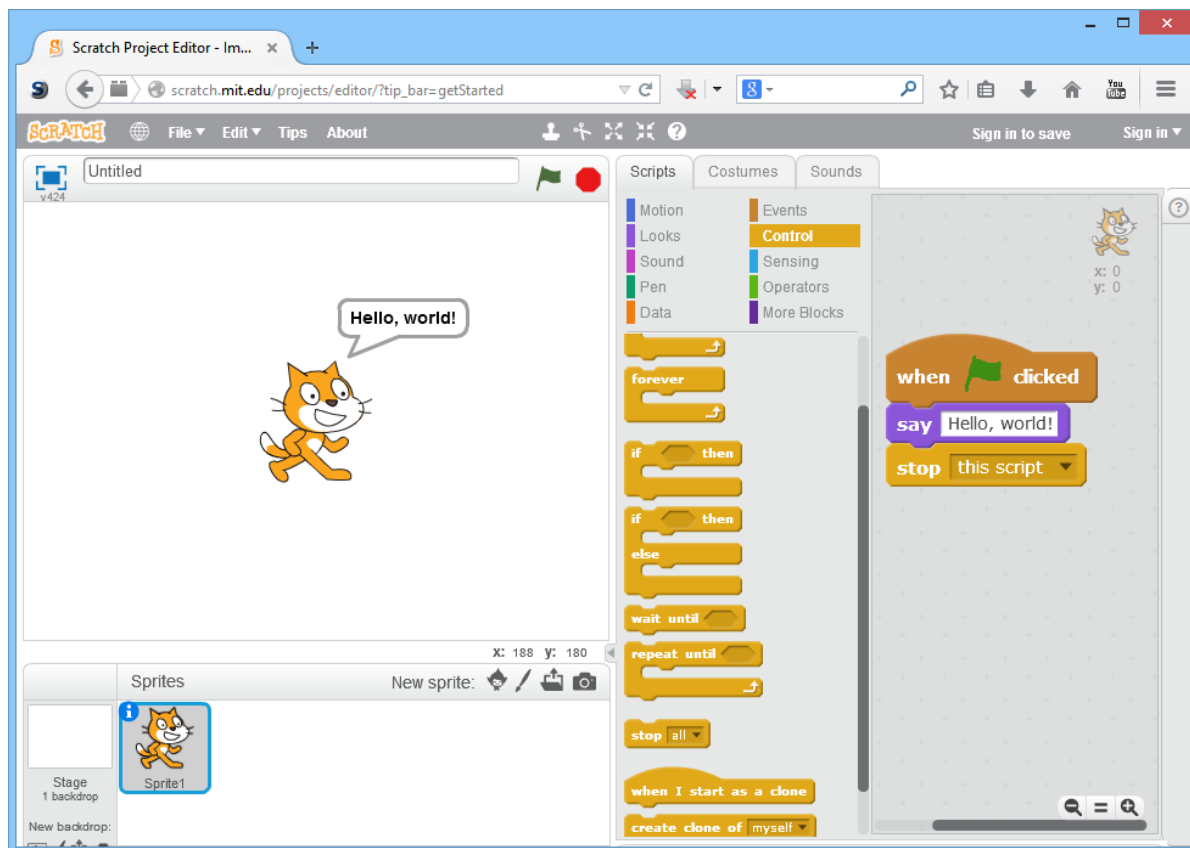 Scratch Project Editor - Im...
scratch.mit.edu/projects/editor/?tip_bar=getStarted
8
You
Tube
SCRATCH
File Edit Tips About
Sign in to save Sign in
v424
Untitled
Scripts Costumes Sounds
Motion Events
Looks Control
Sound Sensing
Pen Operators
Data More Blocks
x: 0
y: 0
Hello, world!
when clicked
say Hello, world!
stop this script
forever
if then
if then
else
wait until
repeat until
stop all
when I start as a clone
create clone of myself
x: 188 y: 180
Sprites New sprite:
Sprite1
Stage
1 backdrop
New backdrop: